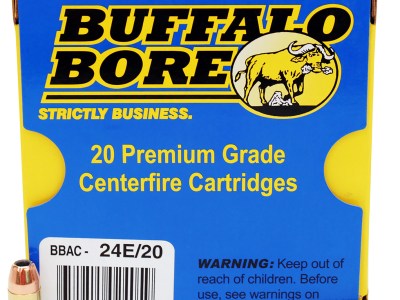 BUFFALO
BORE
STRICTLY BUSINESS.
20 Premium Grade
Centerfire Cartridges
BBAC - 24E/20
WARNING: Keep out of
reach of children. Before
use, see warnings on